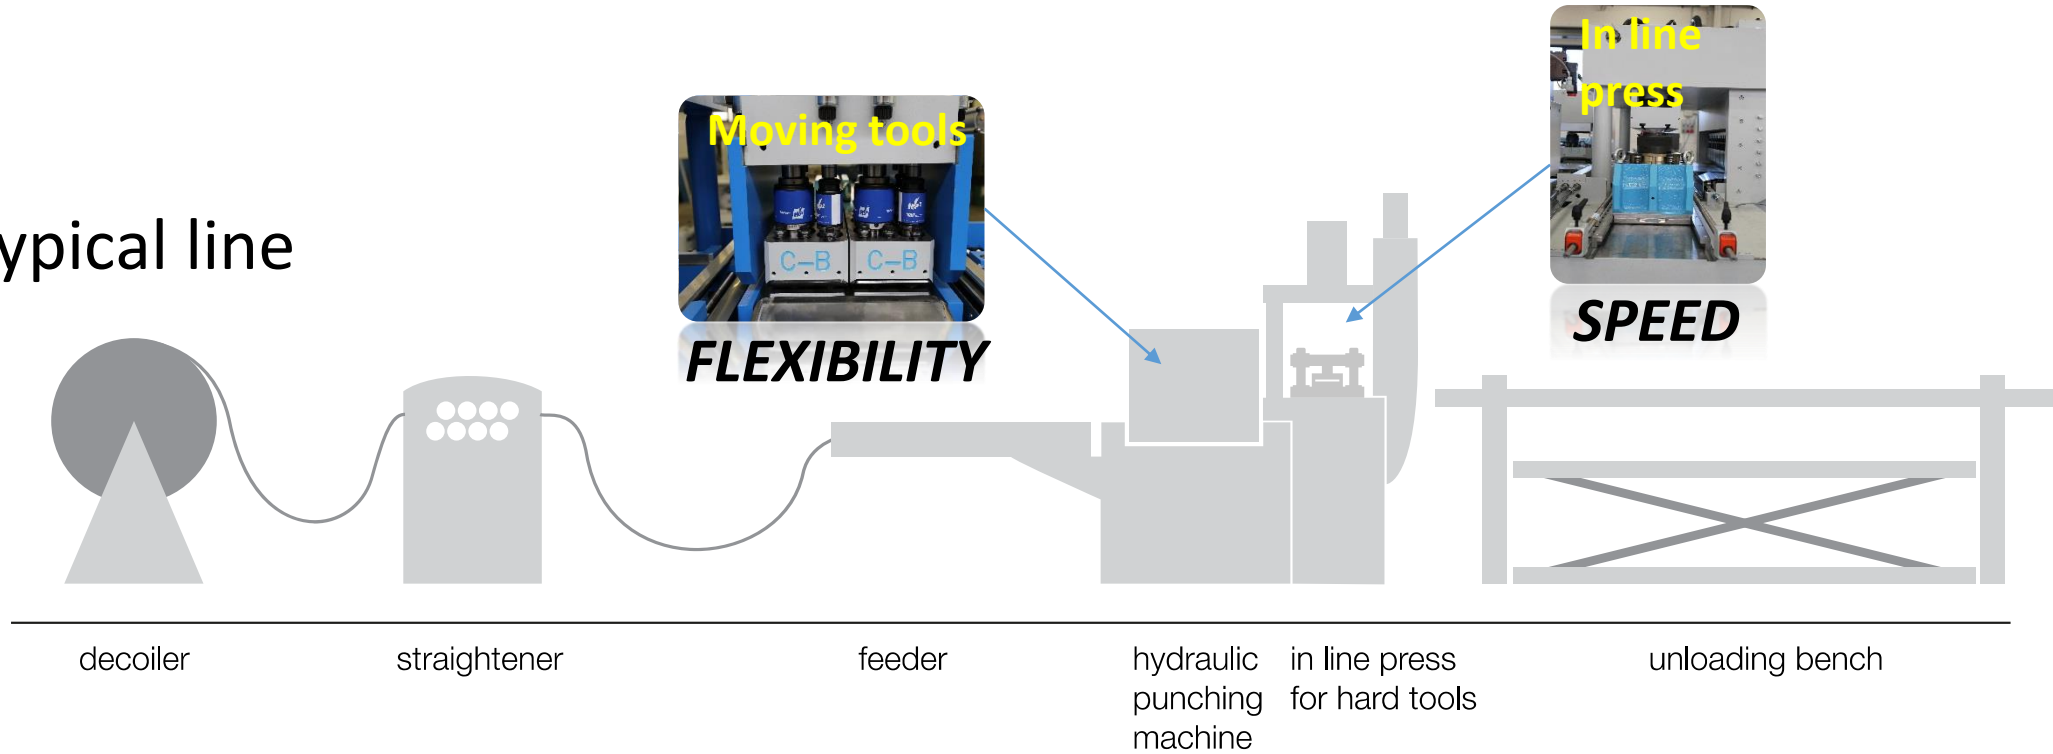 In line
press
Moving tools
ypical line
C-B
C-B
SPEED
FLEXIBILITY
decoiler
straightener
feeder
hydraulic
punching
machine
in line press
for hard tools
unloading bench